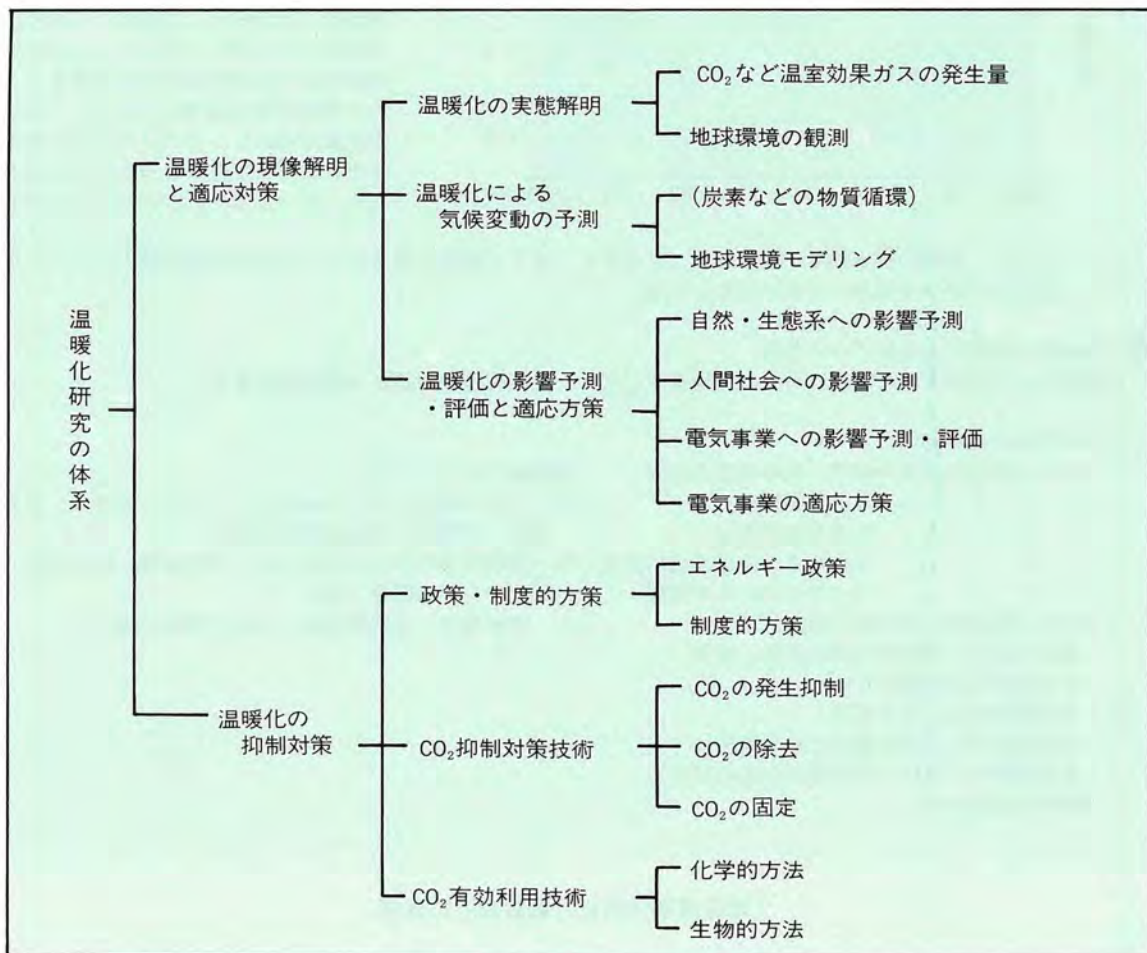 温暖化研究の体系
温暖化の現像解明
と適応対策
温暖化の実態解明
CO₂など温室効果ガスの発生量
地球環境の観測
温暖化による
気候変動の予測
(炭素などの物質循環)
地球環境モデリング
温暖化の影響予測
・評価と適応方策
自然・生態系への影響予測
人間社会への影響予測
電気事業への影響予測・評価
電気事業の適応方策
温暖化の
抑制対策
政策・制度的方策
エネルギー政策
制度的方策
CO₂抑制対策技術
CO₂の発生抑制
CO₂の除去
CO₂の固定
CO₂有効利用技術
化学的方法
生物的方法